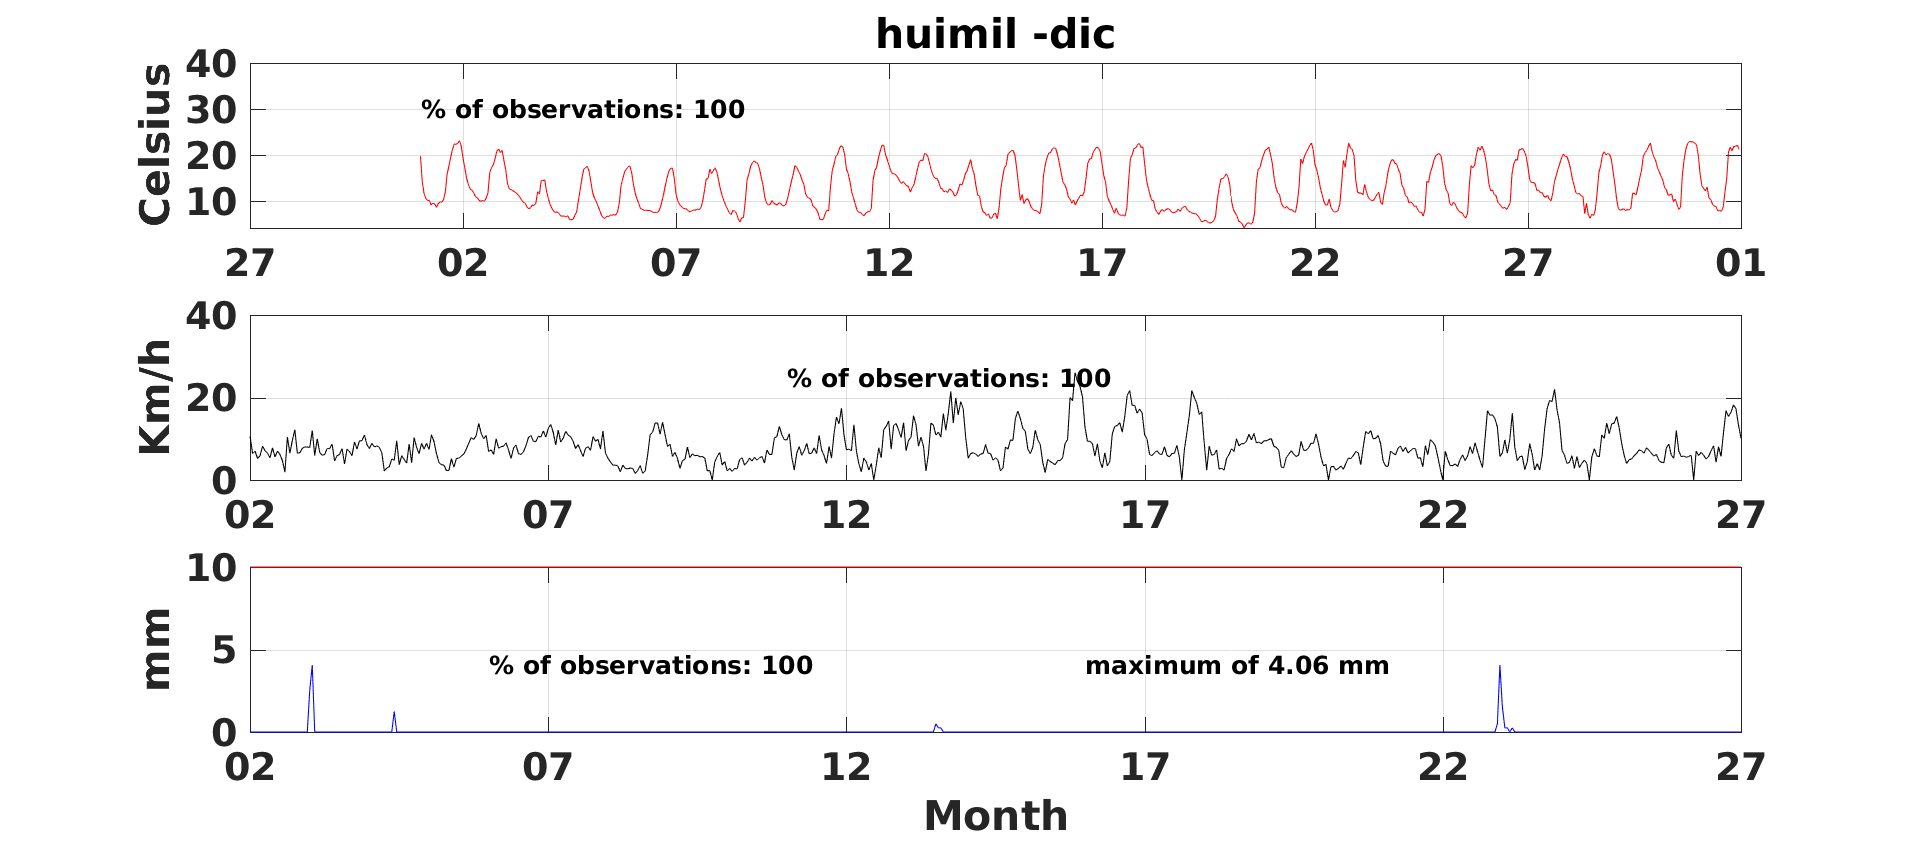 huimil -dic
Celsius
40
30
20
10
% of observations: 100
27 02 07 12 17 22 27 01
Km/h
40
20
0
% of observations: 100
02 07 12 17 22 27
mm
10
5
0
% of observations: 100 maximum of 4.06 mm
02 07 12 17 22 27
Month